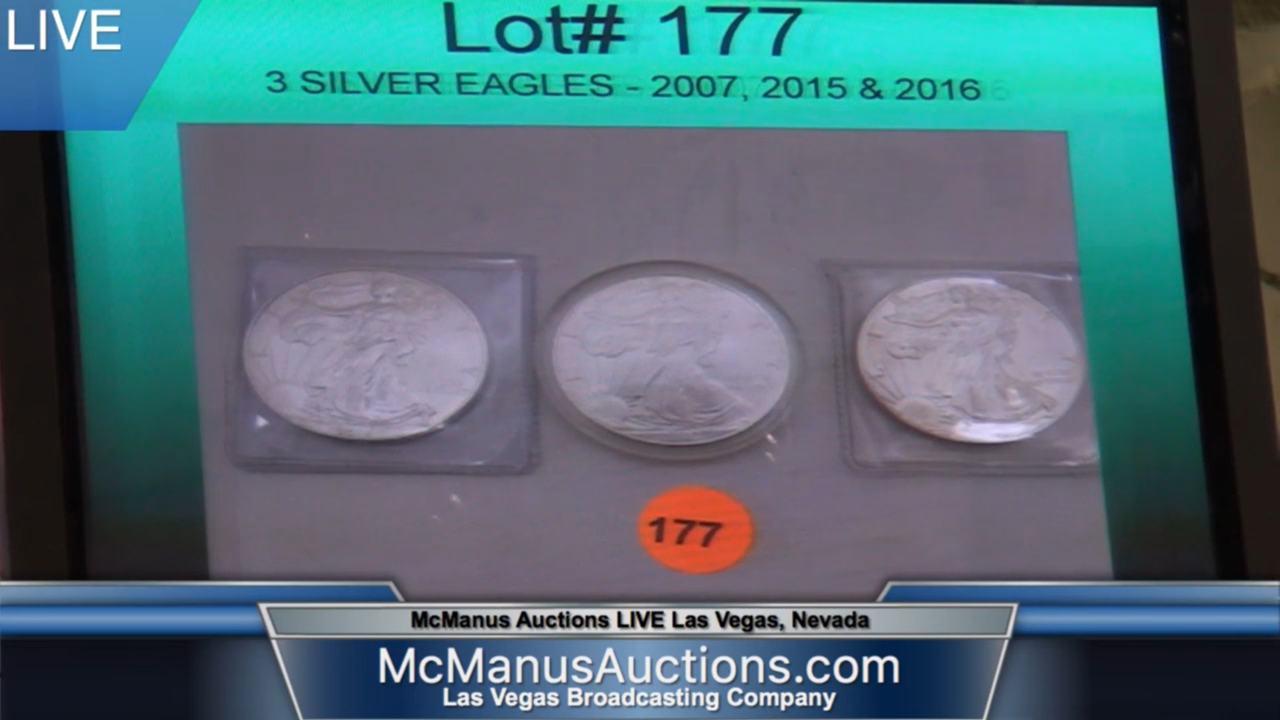 LIVE
Lot# 177
3 SILVER EAGLES - 2007, 2015 & 2016
177
McManus Auctions LIVE Las Vegas, Nevada
McManusAuctions.com
Las Vegas Broadcasting Company